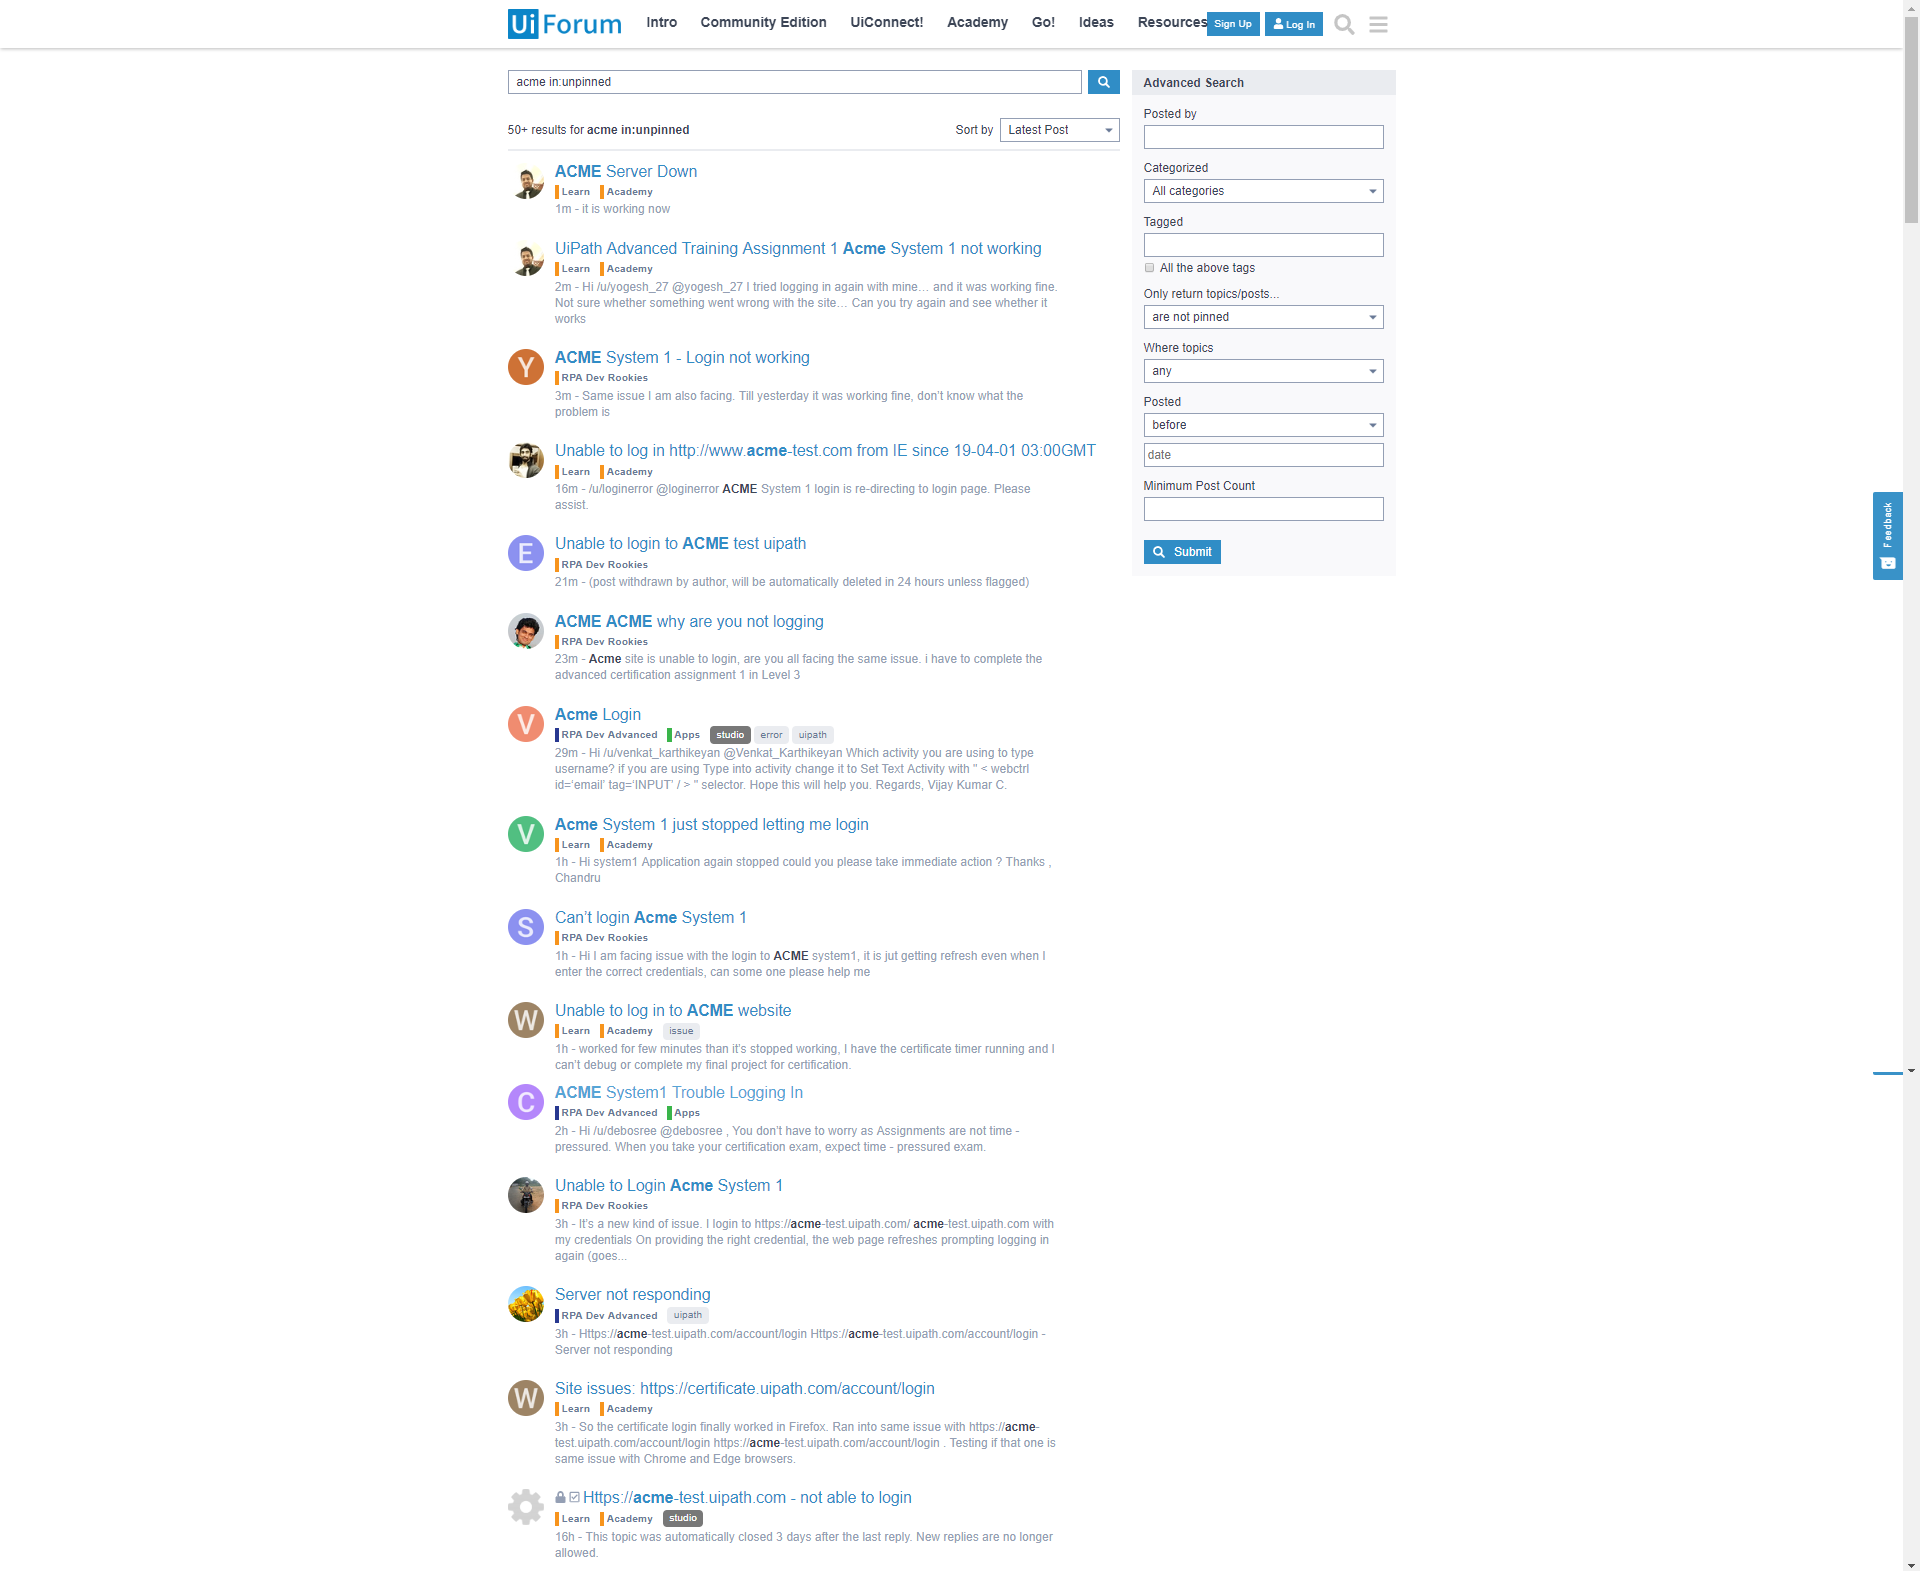 UiForum
Intro Community Edition UiConnect! Academy Go! Ideas Resources Sign Up Log In
acme in:unpinned
50+ results for acme in:unpinned
Sort by Latest Post
ACME Server Down
Learn Academy
1m - it is working now
UiPath Advanced Training Assignment 1 Acme System 1 not working
Learn Academy
2m - Hi /u/yogesh_27 @yogesh_27 I tried logging in again with mine… and it was working fine.
Not sure whether something went wrong with the site… Can you try again and see whether it
works
Y
ACME System 1 - Login not working
RPA Dev Rookies
3m - Same issue I am also facing. Till yesterday it was working fine, don't know what the
problem is
Unable to log in http://www.acme-test.com from IE since 19-04-01 03:00GMT
Learn Academy
16m - /u/loginerror @loginerror ACME System 1 login is re-directing to login page. Please
assist.
E
Unable to login to ACME test uipath
RPA Dev Rookies
21m - (post withdrawn by author, will be automatically deleted in 24 hours unless flagged)
ACME ACME why are you not logging
RPA Dev Rookies
23m - Acme site is unable to login, are you all facing the same issue. i have to complete the
advanced certification assignment 1 in Level 3
V
Acme Login
RPA Dev Advanced Apps studio error uipath
29m - Hi /u/venkat_karthikeyan @Venkat_Karthikeyan Which activity you are using to type
username? if you are using Type into activity change it to Set Text Activity with " < webctrl
id='email' tag='INPUT' / > " selector. Hope this will help you. Regards, Vijay Kumar C.
V
Acme System 1 just stopped letting me login
Learn Academy
1h - Hi system1 Application again stopped could you please take immediate action ? Thanks ,
Chandru
S
Can't login Acme System 1
RPA Dev Rookies
1h - Hi I am facing issue with the login to ACME system1, it is jut getting refresh even when I
enter the correct credentials, can some one please help me
W
Unable to log in to ACME website
Learn Academy issue
1h - worked for few minutes than it's stopped working, I have the certificate timer running and I
can't debug or complete my final project for certification.
C
ACME System1 Trouble Logging In
RPA Dev Advanced Apps
2h - Hi /u/debosree @debosree , You don't have to worry as Assignments are not time -
pressured. When you take your certification exam, expect time - pressured exam.
Unable to Login Acme System 1
RPA Dev Rookies
3h - It's a new kind of issue. I login to https://acme-test.uipath.com/ acme-test.uipath.com with
my credentials On providing the right credential, the web page refreshes prompting logging in
again (goes...
Server not responding
RPA Dev Advanced uipath
3h - Https://acme-test.uipath.com/account/login Https://acme-test.uipath.com/account/login -
Server not responding
W
Site issues: https://certificate.uipath.com/account/login
Learn Academy
3h - So the certificate login finally worked in Firefox. Ran into same issue with https://acme-
test.uipath.com/account/login https://acme-test.uipath.com/account/login . Testing if that one is
same issue with Chrome and Edge browsers.
Https://acme-test.uipath.com - not able to login
Learn Academy studio
16h - This topic was automatically closed 3 days after the last reply. New replies are no longer
allowed.
Advanced Search
Posted by
Categorized
All categories
Tagged
All the above tags
Only return topics/posts...
are not pinned
Where topics
any
Posted
before
date
Minimum Post Count
Submit
Feedback